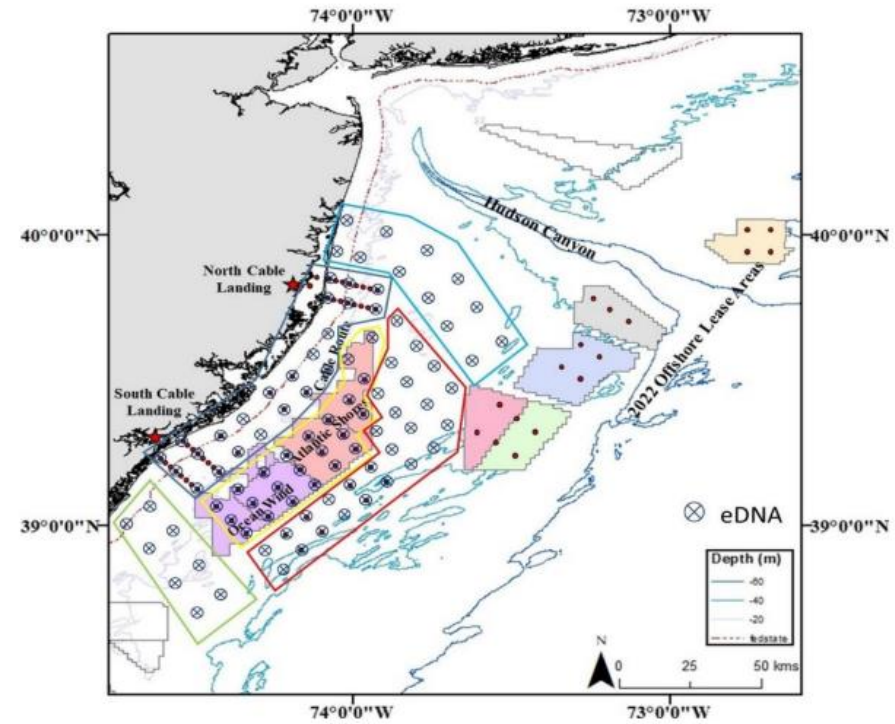 74°0'0"W
73°0'0"W
40°0'0"N
40°0'0"N
Hudson Canyon
North Cable
Landing
Cable Route
2022 Offshore Lease Areas
South Cable
Landing
Atlantic Shores
Ocean Wind
eDNA
39°0'0"N
39°0'0"N
Depth (m)
-60
-40
-20
fedstate
N
0
25
50 kms
74°0'0"W
73°0'0"W